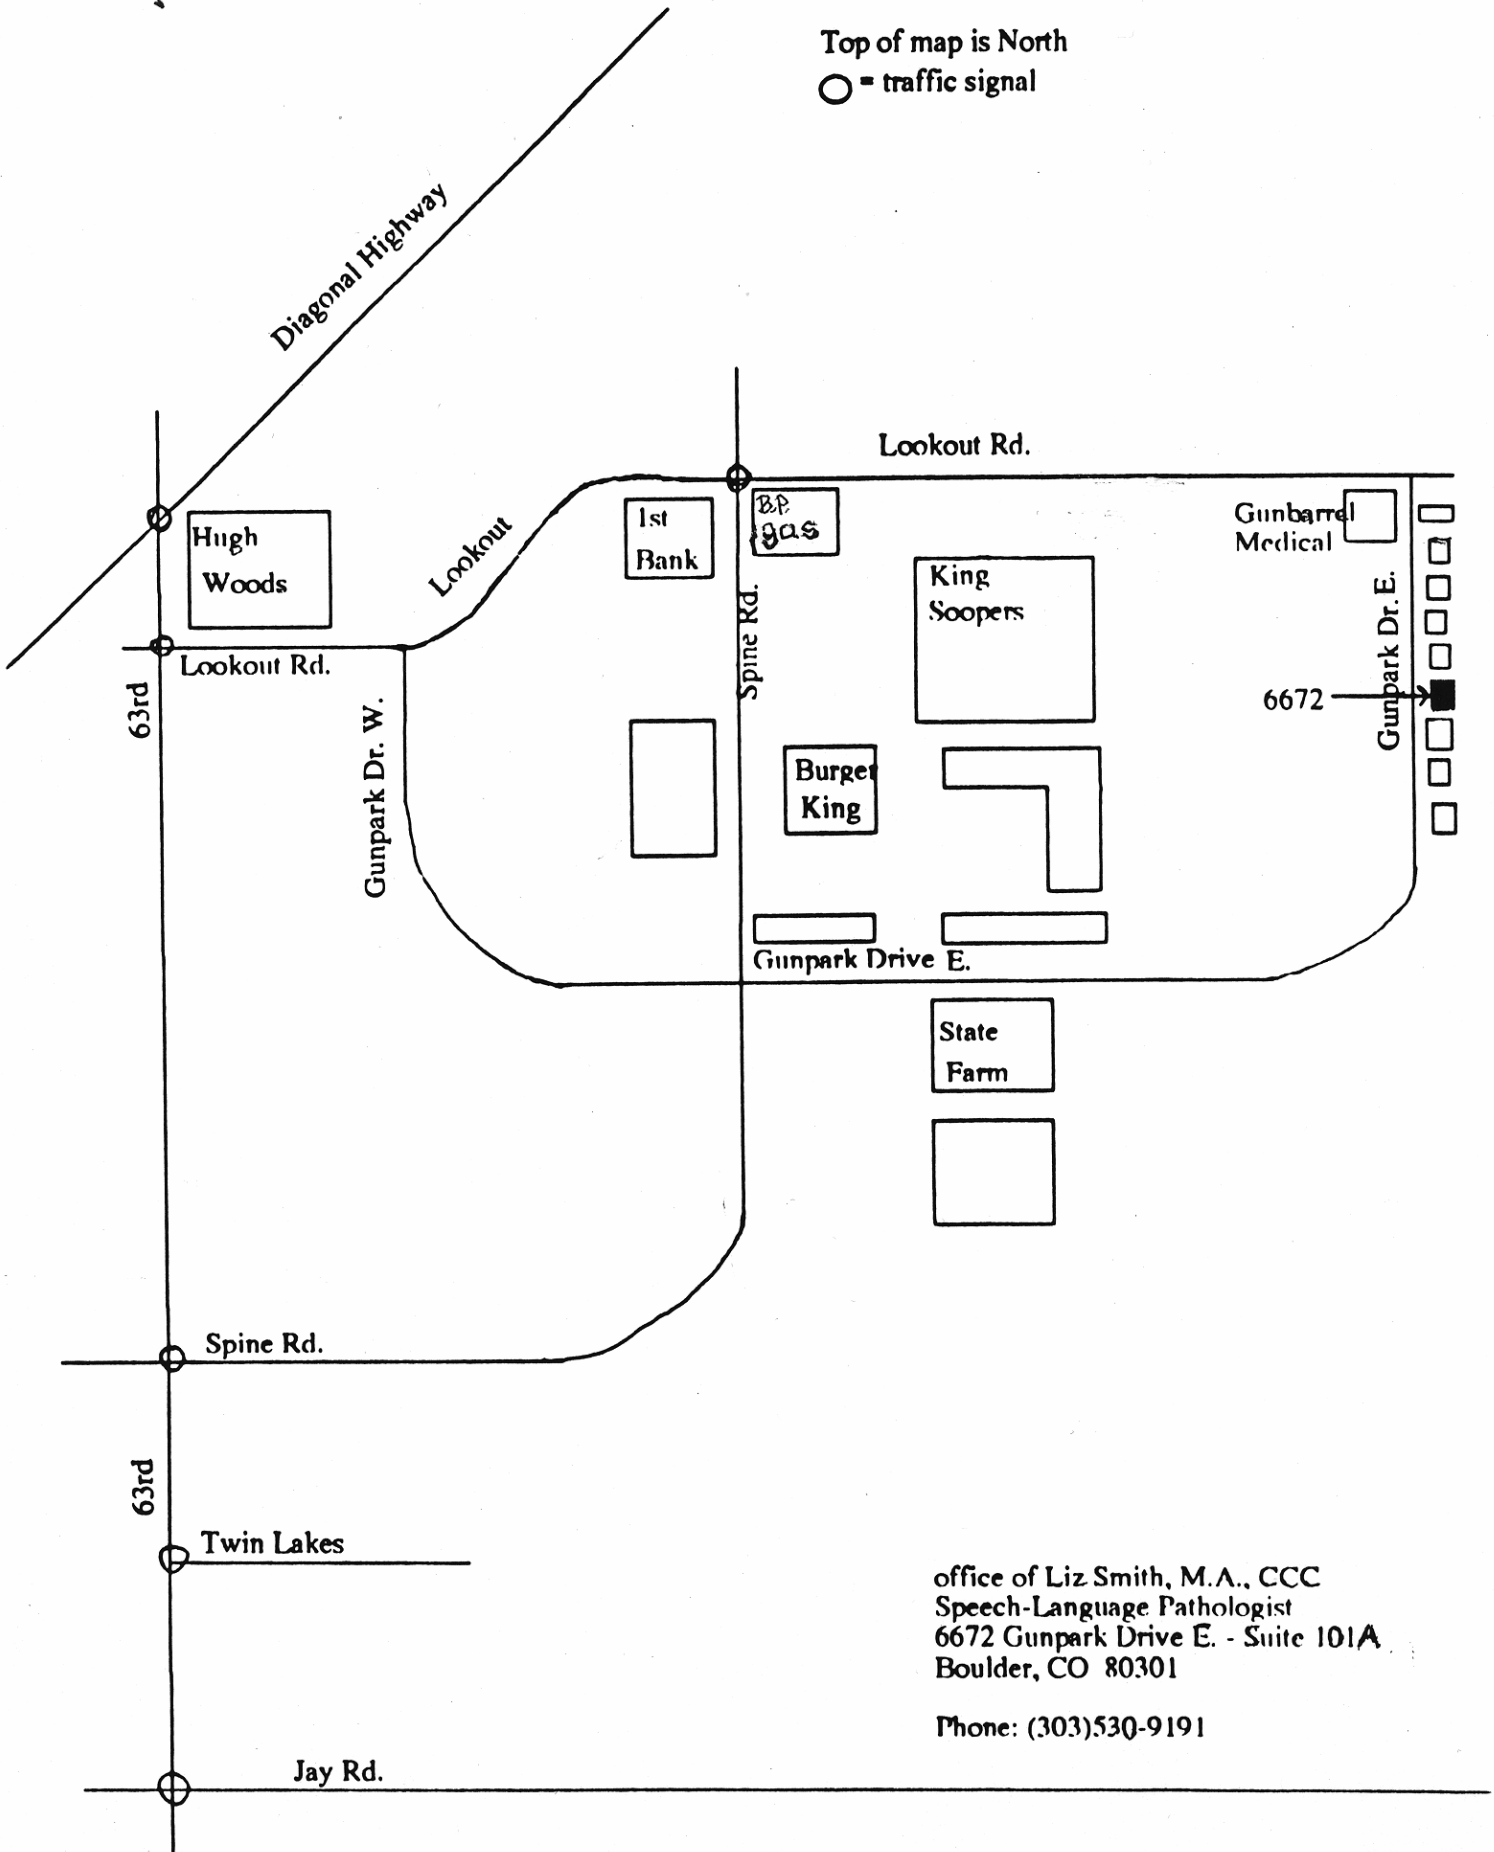 Top of map is North
= traffic signal
Diagonal Highway
Lookout Rd.
Hugh
Woods
Lookout
1st
Bank
B.P.
gas
Gunbarrel
Medical
King
Soopers
Spine Rd.
Gunpark Dr. E.
Lookout Rd.
63rd
6672
Gunpark Dr. W.
Burger
King
Gunpark Drive E.
State
Farm
Spine Rd.
63rd
Twin Lakes
office of Liz Smith, M.A., CCC
Speech-Language Pathologist
6672 Gunpark Drive E. - Suite 101A
Boulder, CO 80301
Phone: (303)530-9191
Jay Rd.